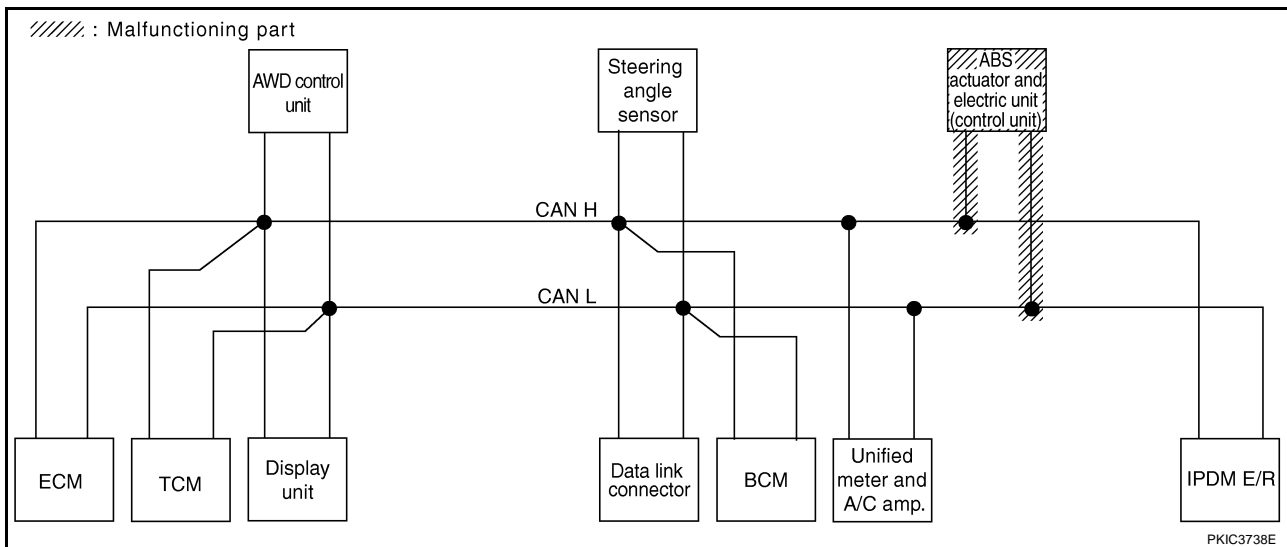 : Malfunctioning part
AWD control
unit
Steering
angle
sensor
ABS
actuator and
electric unit
(control unit)
CAN H
CAN L
ECM
TCM
Display
unit
Data link
connector
BCM
Unified
meter and
A/C amp.
IPDM E/R
PKIC3738E